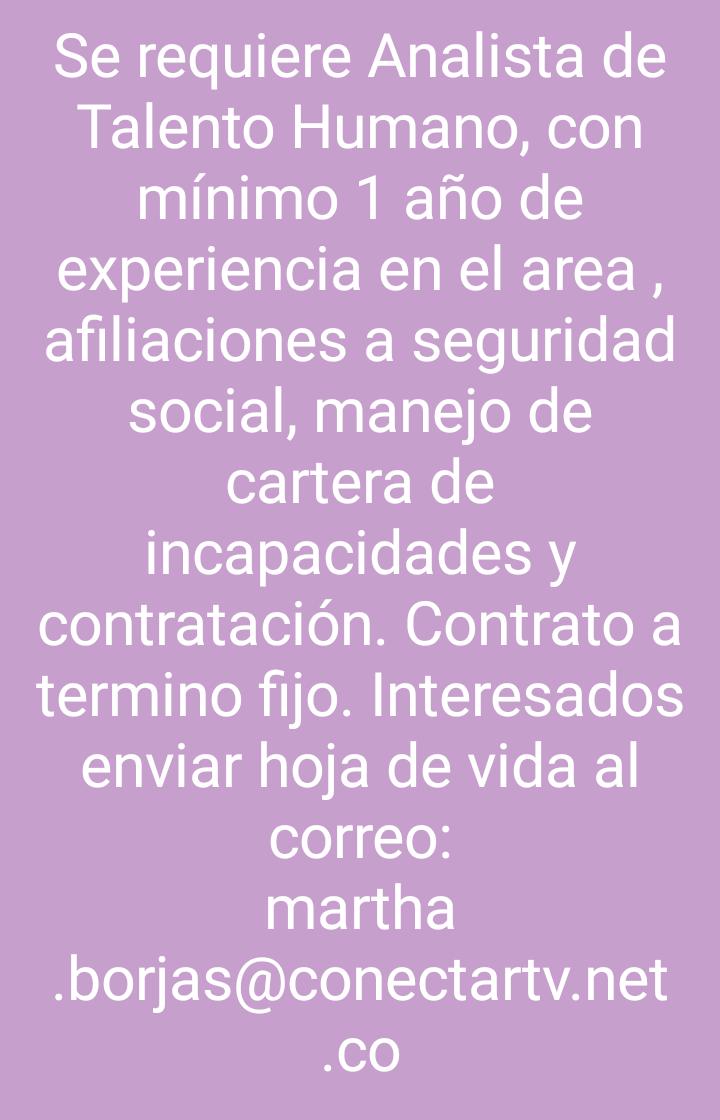 Se requiere Analista de
Talento Humano, con
mínimo 1 año de
experiencia en el area ,
afiliaciones a seguridad
social, manejo de
cartera de
incapacidades y
contratación. Contrato a
termino fijo. Interesados
enviar hoja de vida al
correo:
martha
.borjas@conectartv.net
.co